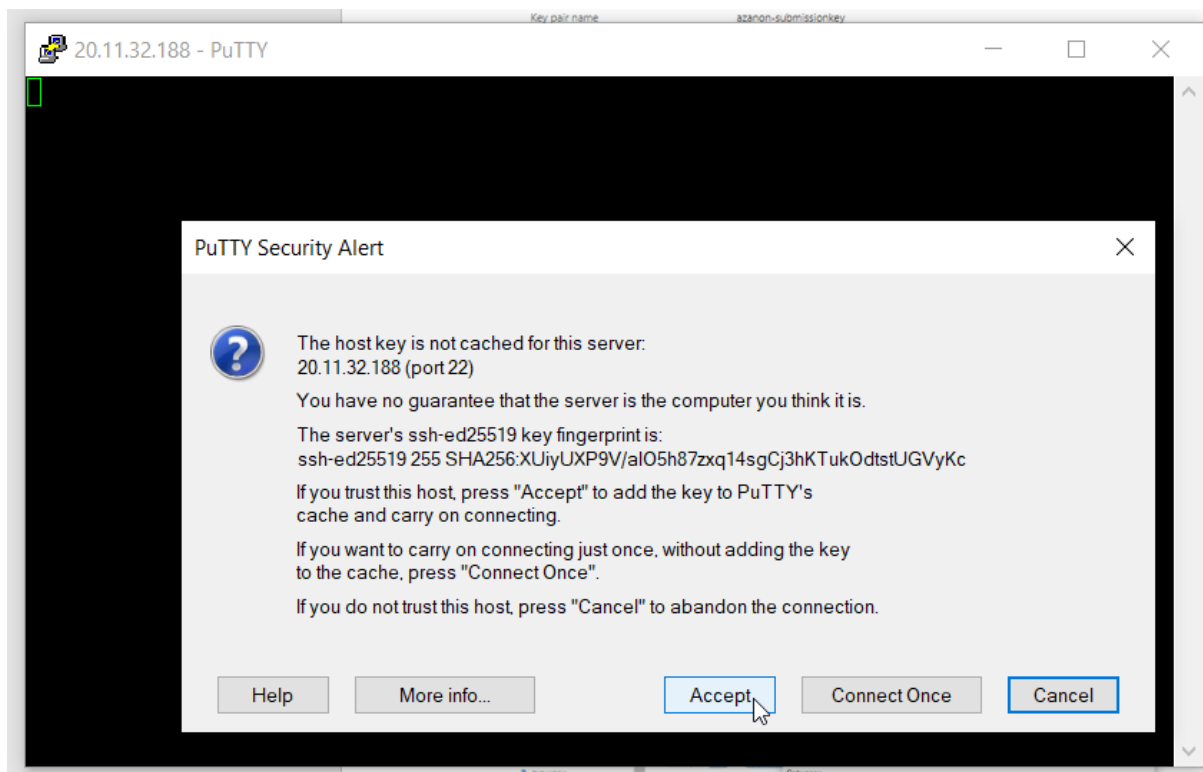 Key pair name azanon-submissionkey
20.11.32.188 - PuTTY
PuTTY Security Alert
The host key is not cached for this server:
20.11.32.188 (port 22)
You have no guarantee that the server is the computer you think it is.
The server's ssh-ed25519 key fingerprint is:
ssh-ed25519 255 SHA256:XUiyUXP9V/alO5h87zxq14sgCj3hKTukOdtstUGVyKc
If you trust this host, press "Accept" to add the key to PuTTY's
cache and carry on connecting.
If you want to carry on connecting just once, without adding the key
to the cache, press "Connect Once".
If you do not trust this host, press "Cancel" to abandon the connection.
Help More info... Accept Connect Once Cancel